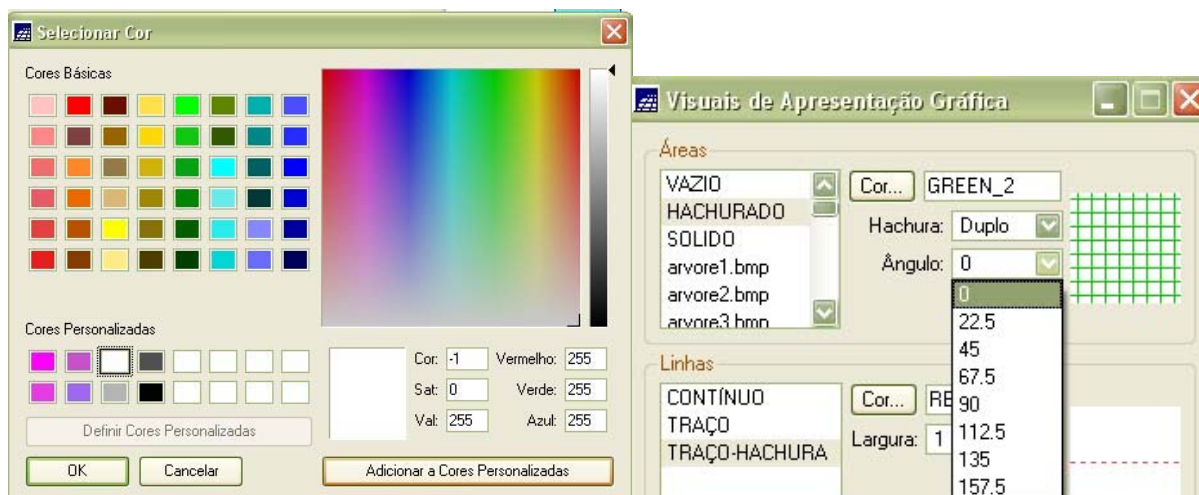 Selecionar Cor
Cores Básicas
Cores Personalizadas
Cor: -1 Vermelho: 255
Sat: 0 Verde: 255
Val: 255 Azul: 255
Definir Cores Personalizadas
OK Cancelar Adicionar a Cores Personalizadas
Visuais de Apresentação Gráfica
Áreas
VAZIO
HACHURADO
SOLIDO
arvore1.bmp
arvore2.bmp
arvore3.bmp
Cor... GREEN_2
Hachura: Duplo
Ângulo: 0
0
22.5
45
67.5
90
112.5
135
157.5
Linhas
CONTÍNUO
TRAÇO
TRAÇO-HACHURA
Cor... RE
Largura: 1